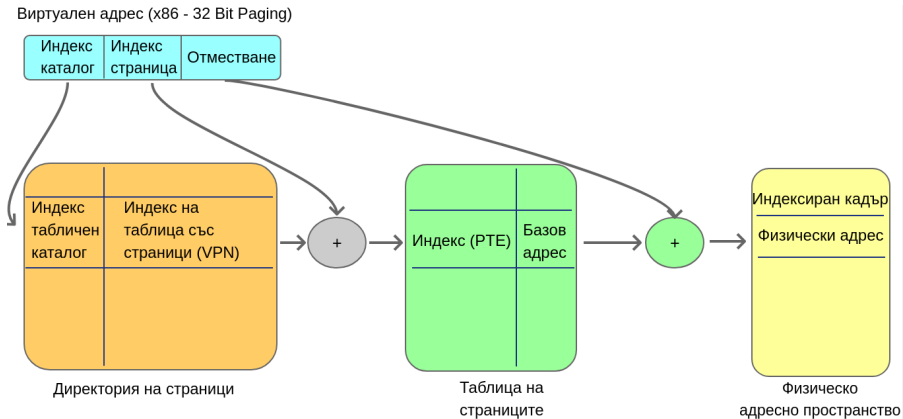 Виртуален адрес (x86 - 32 Bit Paging)
Индекс
каталог
Индекс
страница
Отместване
Индекс
табличен
каталог
Индекс на
таблица със
страници (VPN)
+
Индекс (PTE)
Базов
адрес
+
Индексиран кадър
Физически адрес
Директория на страници
Таблица на
страниците
Физическо
адресно пространство